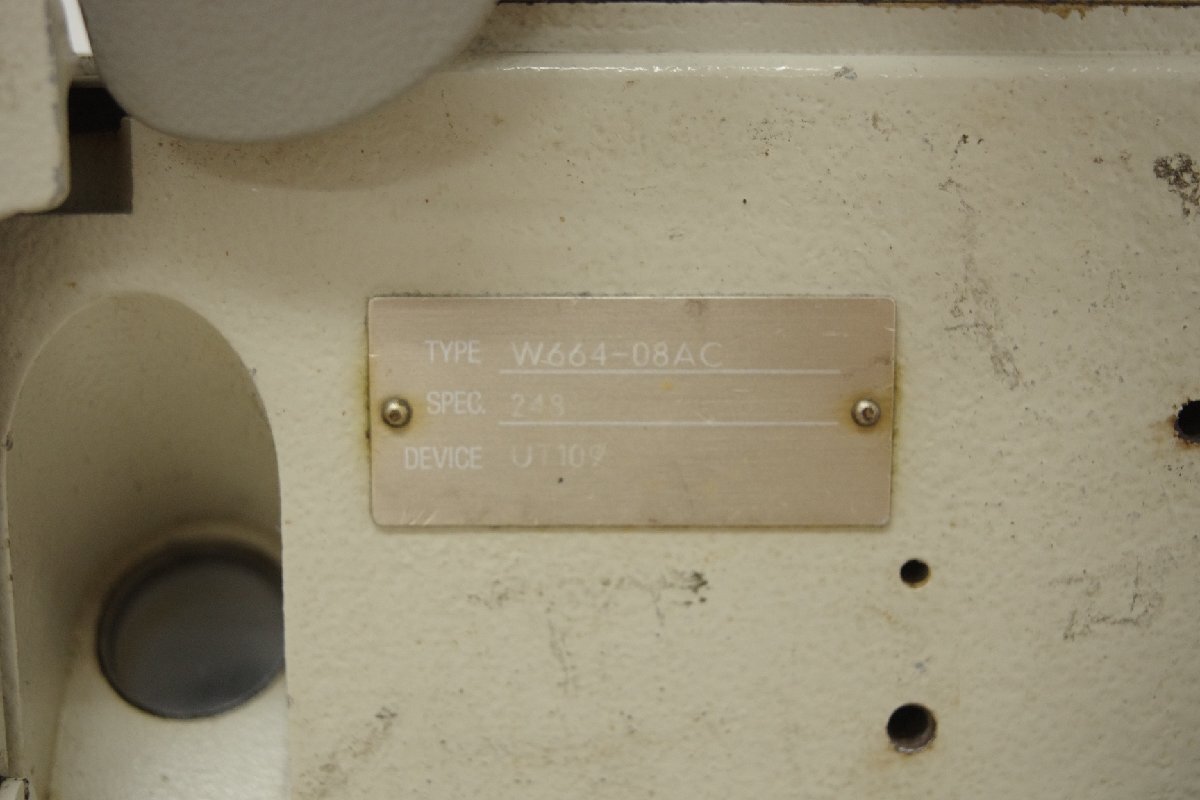 TYPE W664-08AC
SPEC. 248
DEVICE UT109